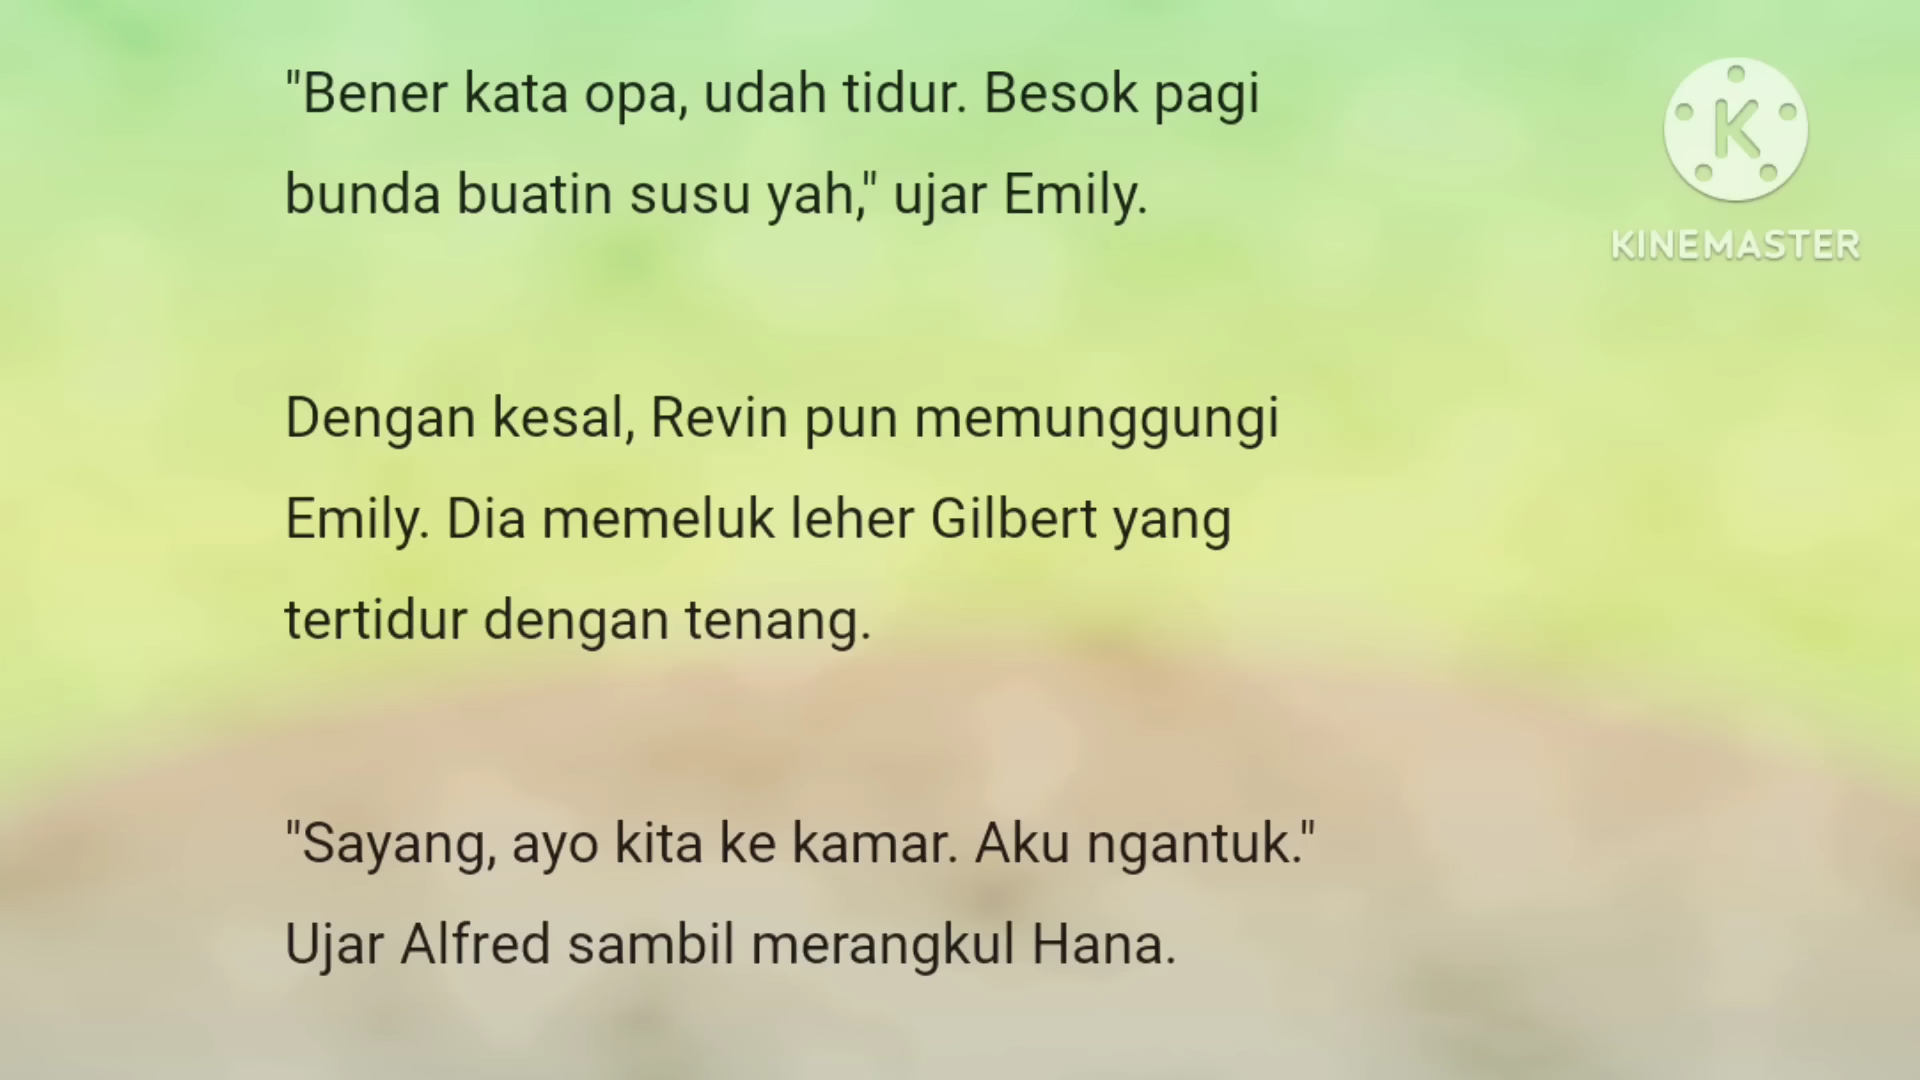 "Bener kata opa, udah tidur. Besok pagi
bunda buatin susu yah," ujar Emily.
Dengan kesal, Revin pun memunggungi
Emily. Dia memeluk leher Gilbert yang
tertidur dengan tenang.
"Sayang, ayo kita ke kamar. Aku ngantuk."
Ujar Alfred sambil merangkul Hana.
K
KINEMASTER